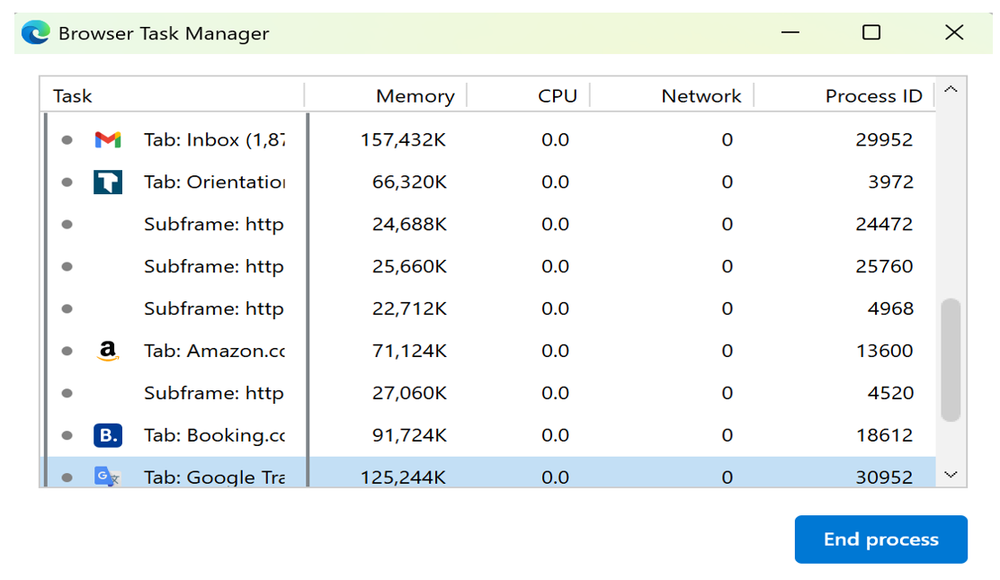 Browser Task Manager
Task Memory CPU Network Process ID
Tab: Inbox (1,87 157,432K 0.0 0 29952
Tab: Orientation 66,320K 0.0 0 3972
Subframe: http 24,688K 0.0 0 24472
Subframe: http 25,660K 0.0 0 25760
Subframe: http 22,712K 0.0 0 4968
a Tab: Amazon.co 71,124K 0.0 0 13600
Subframe: http 27,060K 0.0 0 4520
B. Tab: Booking.co 91,724K 0.0 0 18612
Tab: Google Tra 125,244K 0.0 0 30952
End process